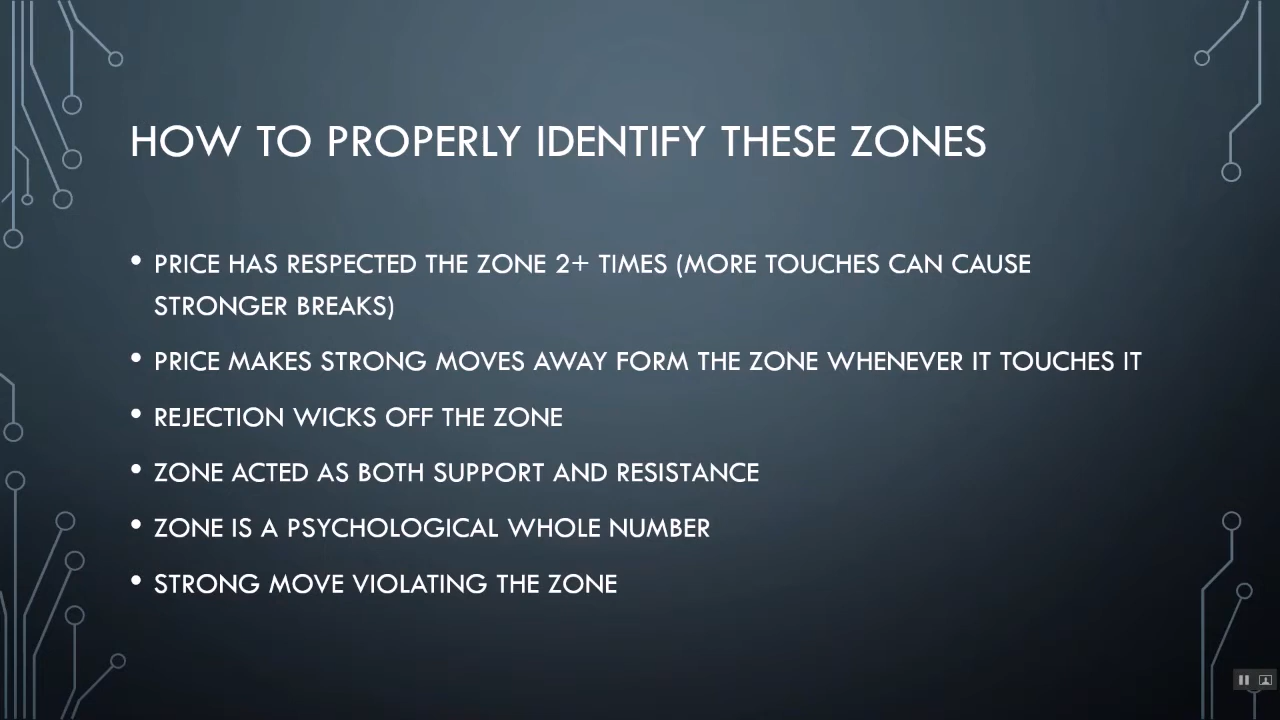 HOW TO PROPERLY IDENTIFY THESE ZONES
• PRICE HAS RESPECTED THE ZONE 2+ TIMES (MORE TOUCHES CAN CAUSE
STRONGER BREAKS)
• PRICE MAKES STRONG MOVES AWAY FORM THE ZONE WHENEVER IT TOUCHES IT
• REJECTION WICKS OFF THE ZONE
• ZONE ACTED AS BOTH SUPPORT AND RESISTANCE
• ZONE IS A PSYCHOLOGICAL WHOLE NUMBER
• STRONG MOVE VIOLATING THE ZONE